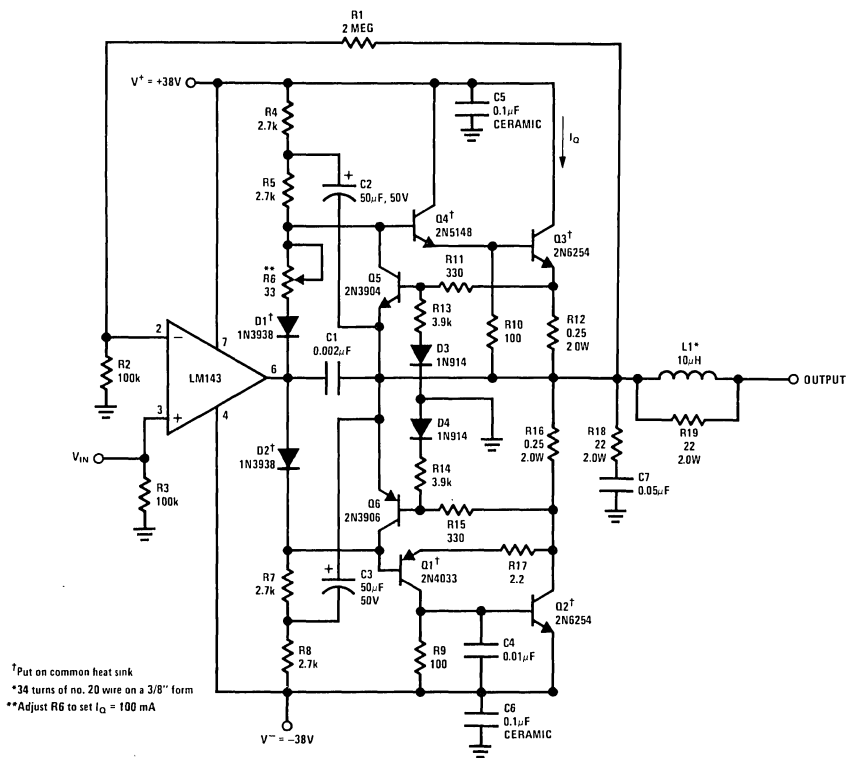 R1
2 MEG
V⁺ = +38V
R4
2.7k
C5
0.1μF
CERAMIC
I_Q
R5
2.7k
+
C2
50μF, 50V
Q4†
2N5148
Q3†
2N6254
**
R6
33
Q5
2N3904
R11
330
D1†
1N3938
R13
3.9k
R10
100
R12
0.25
2.0W
C1
0.002μF
D3
1N914
L1*
10μH
2
−
7
LM143
6
OUTPUT
R2
100k
3
+
4
D4
1N914
R16
0.25
2.0W
R18
22
2.0W
R19
22
2.0W
V_IN
D2†
1N3938
R14
3.9k
C7
0.05μF
R3
100k
Q6
2N3906
R15
330
R7
2.7k
+
C3
50μF
50V
Q1†
2N4033
R17
2.2
Q2†
2N6254
R8
2.7k
R9
100
C4
0.01μF
†Put on common heat sink
*34 turns of no. 20 wire on a 3/8" form
**Adjust R6 to set I_Q = 100 mA
C6
0.1μF
CERAMIC
V⁻ = −38V